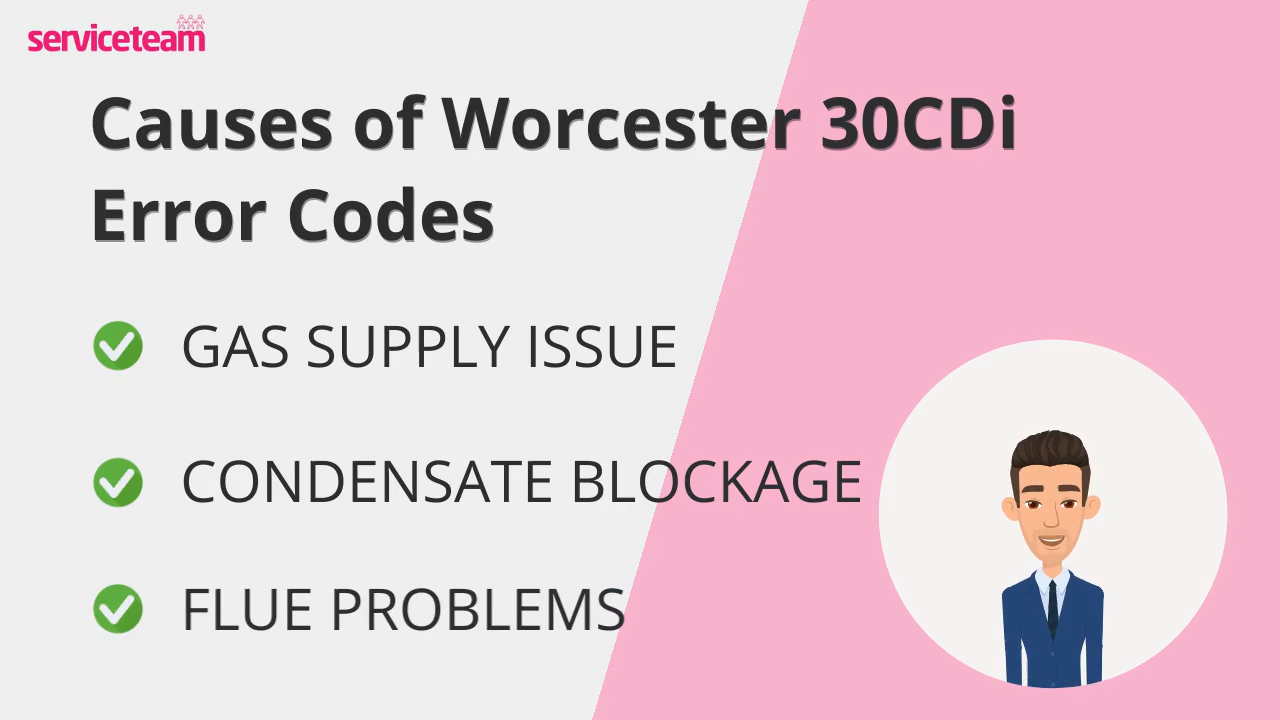 serviceteam
Causes of Worcester 30CDi
Error Codes
GAS SUPPLY ISSUE
CONDENSATE BLOCKAGE
FLUE PROBLEMS